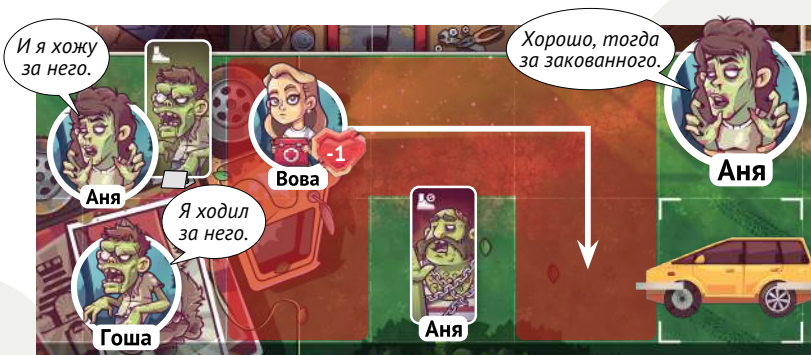 И я хожу
за него.
Хорошо, тогда
за закованного.
-1
Аня
Вова
Аня
Я ходил
за него.
Гоша
Аня